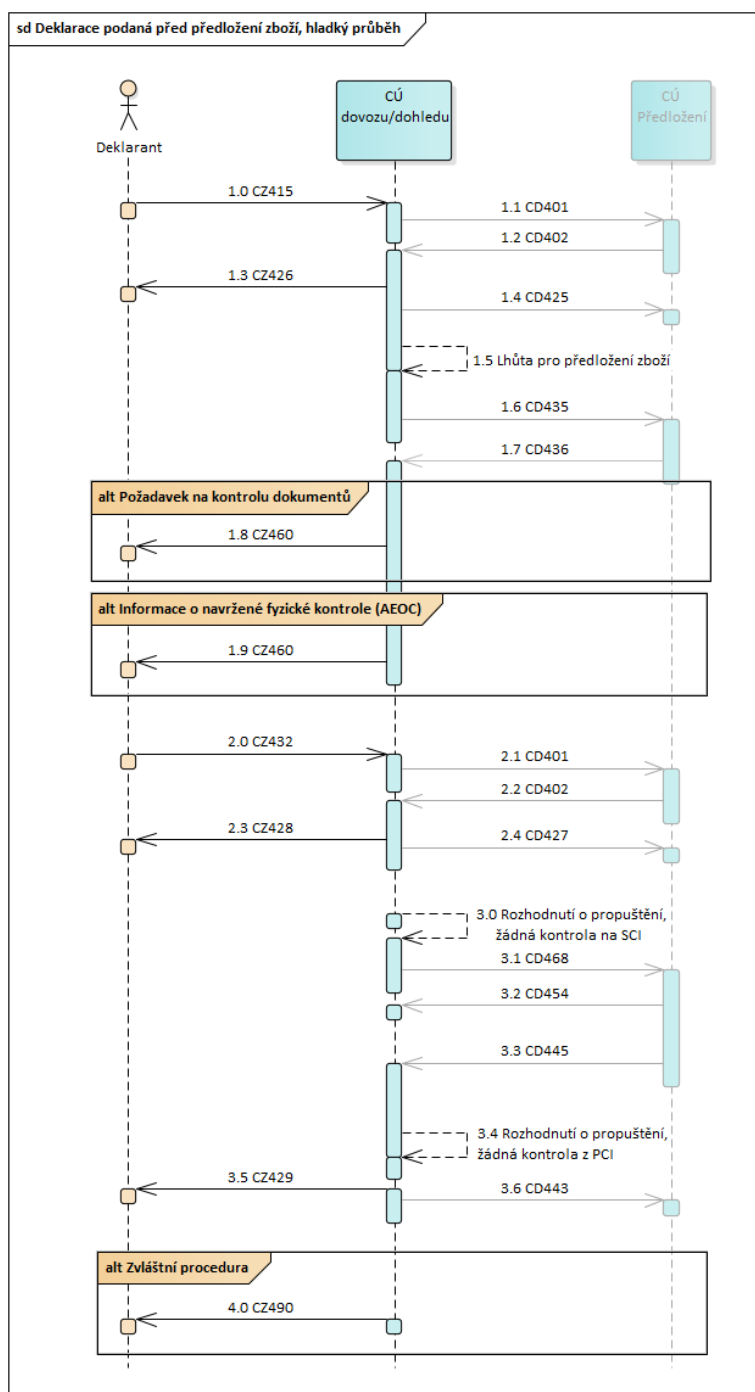 sd Deklarace podaná před předložení zboží, hladký průběh
CÚ
dovozu/dohledu
CÚ
Předložení
Deklarant
1.0 CZ415
1.1 CD401
1.2 CD402
1.3 CZ426
1.4 CD425
1.5 Lhůta pro předložení zboží
1.6 CD435
1.7 CD436
alt Požadavek na kontrolu dokumentů
1.8 CZ460
alt Informace o navržené fyzické kontrole (AEOC)
1.9 CZ460
2.0 CZ432
2.1 CD401
2.2 CD402
2.3 CZ428
2.4 CD427
3.0 Rozhodnutí o propuštění,
žádná kontrola na SCI
3.1 CD468
3.2 CD454
3.3 CD445
3.4 Rozhodnutí o propuštění,
žádná kontrola z PCI
3.5 CZ429
3.6 CD443
alt Zvláštní procedura
4.0 CZ490